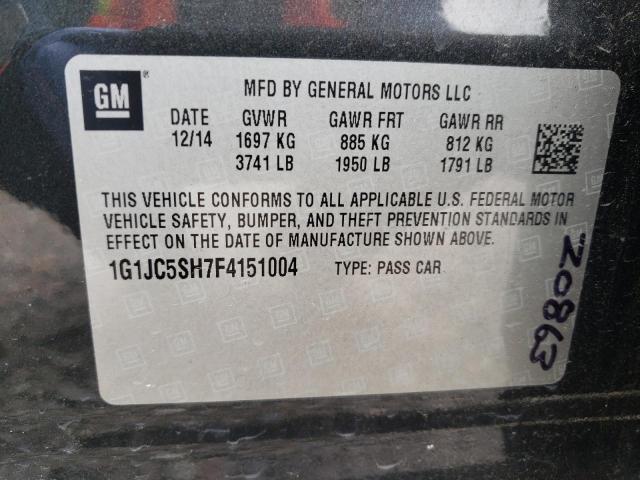 GM
®
MFD BY GENERAL MOTORS LLC
DATE GVWR GAWR FRT GAWR RR
12/14 1697 KG 885 KG 812 KG
3741 LB 1950 LB 1791 LB
THIS VEHICLE CONFORMS TO ALL APPLICABLE U.S. FEDERAL MOTOR
VEHICLE SAFETY, BUMPER, AND THEFT PREVENTION STANDARDS IN
EFFECT ON THE DATE OF MANUFACTURE SHOWN ABOVE.
1G1JC5SH7F4151004 TYPE: PASS CAR
20863